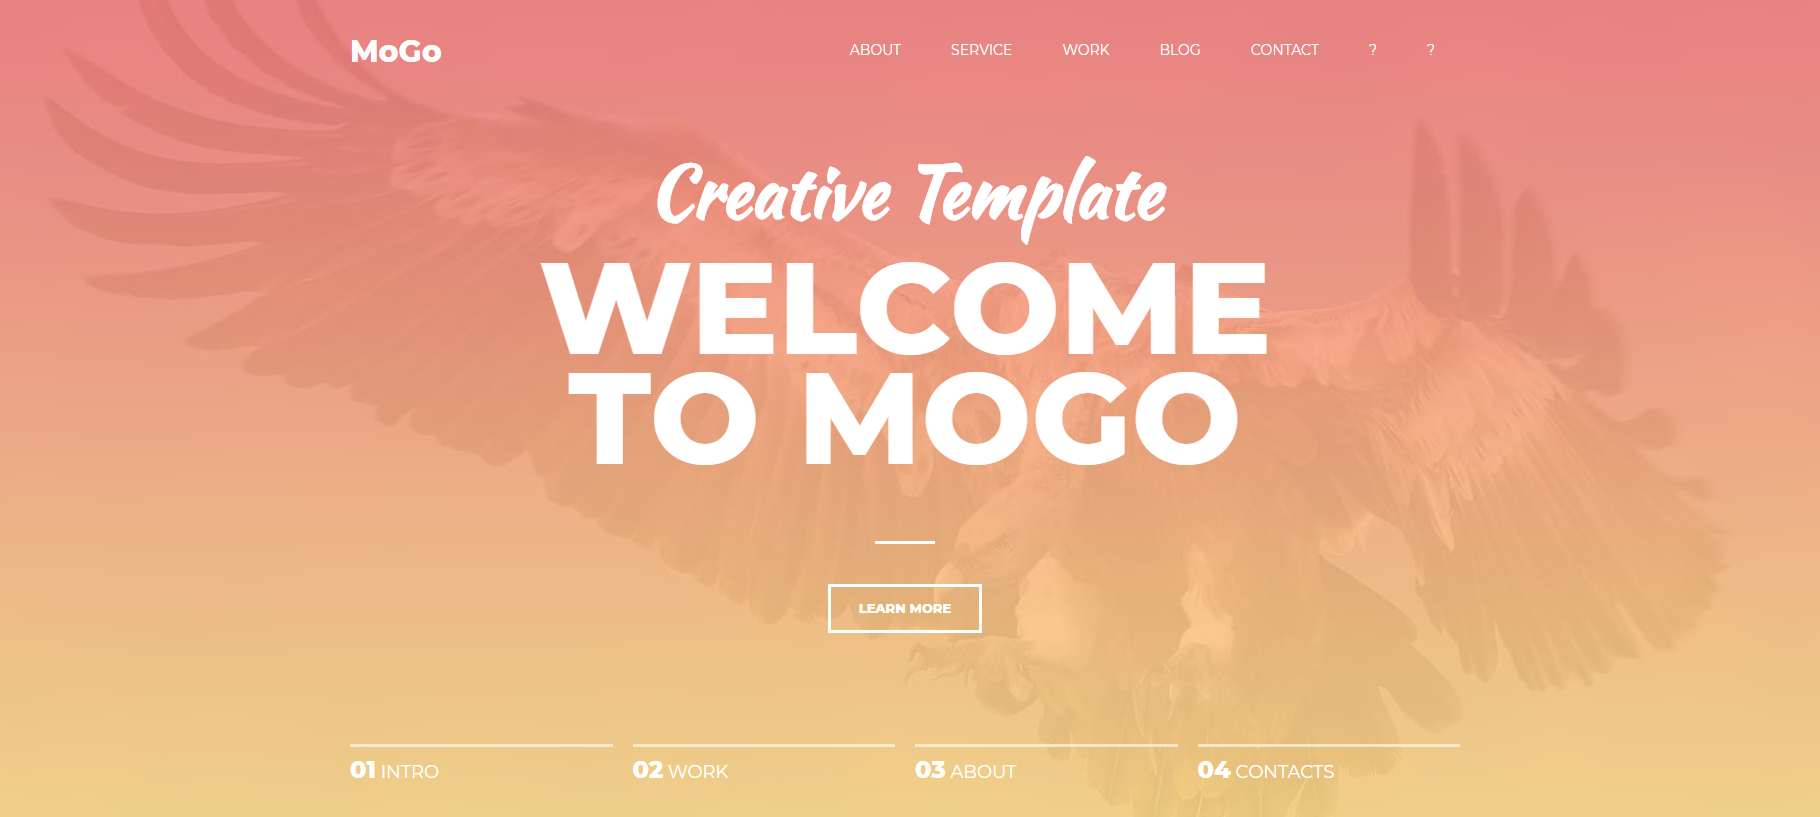 MoGo
ABOUT SERVICE WORK BLOG CONTACT ? ?
Creative Template
WELCOME
TO MOGO
LEARN MORE
01 INTRO 02 WORK 03 ABOUT 04 CONTACTS